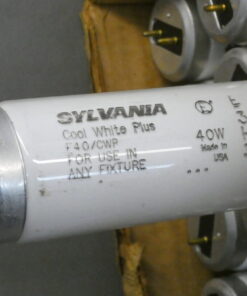 SYLVANIA
Cool White Plus
F40/CWP
FOR USE IN
ANY FIXTURE
40W
Made in
USA